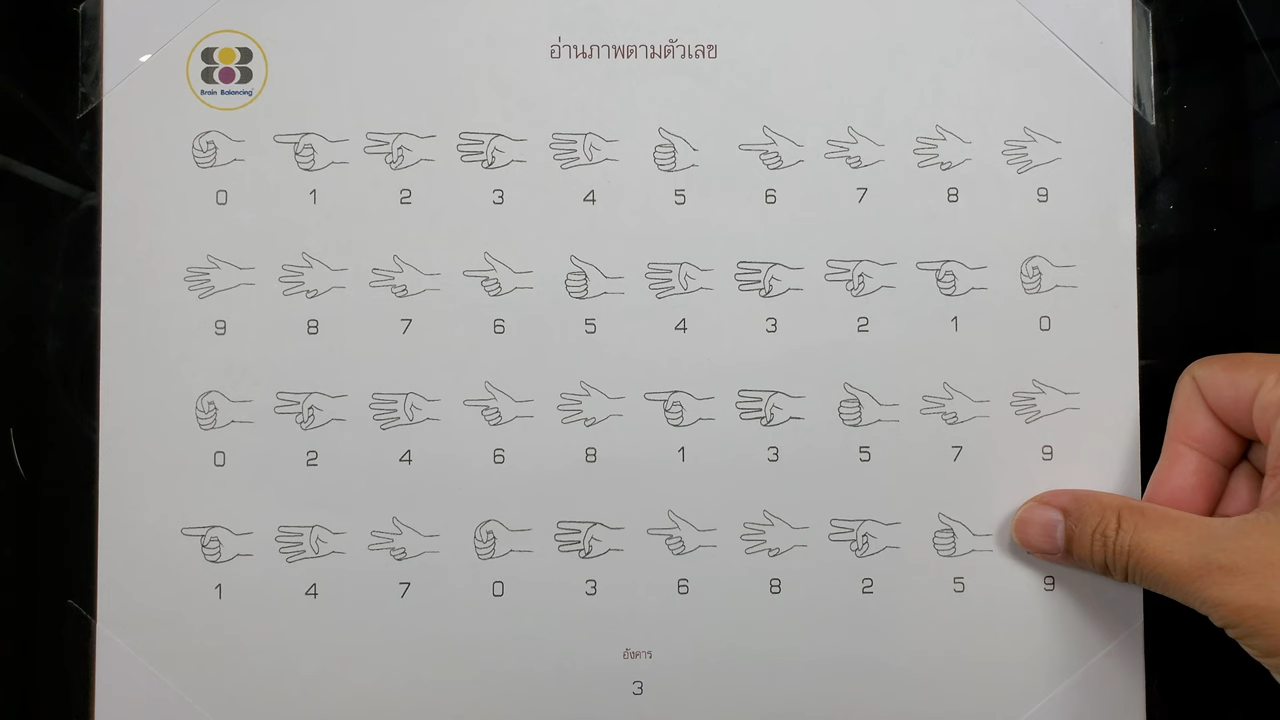 อ่านภาพตามตัวเลข
Brain Balancing
0 1 2 3 4 5 6 7 8 9
9 8 7 6 5 4 3 2 1 0
0 2 4 6 8 1 3 5 7 9
1 4 7 0 3 6 8 2 5 9
อังคาร
3